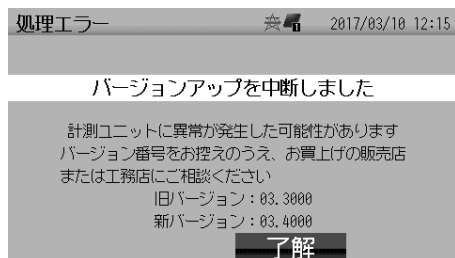 処理エラー 2017/03/10 12:15
バージョンアップを中断しました
計測ユニットに異常が発生した可能性があります
バージョン番号をお控えのうえ、お買上げの販売店
または工務店にご相談ください
旧バージョン：03.3000
新バージョン：03.4000
了解